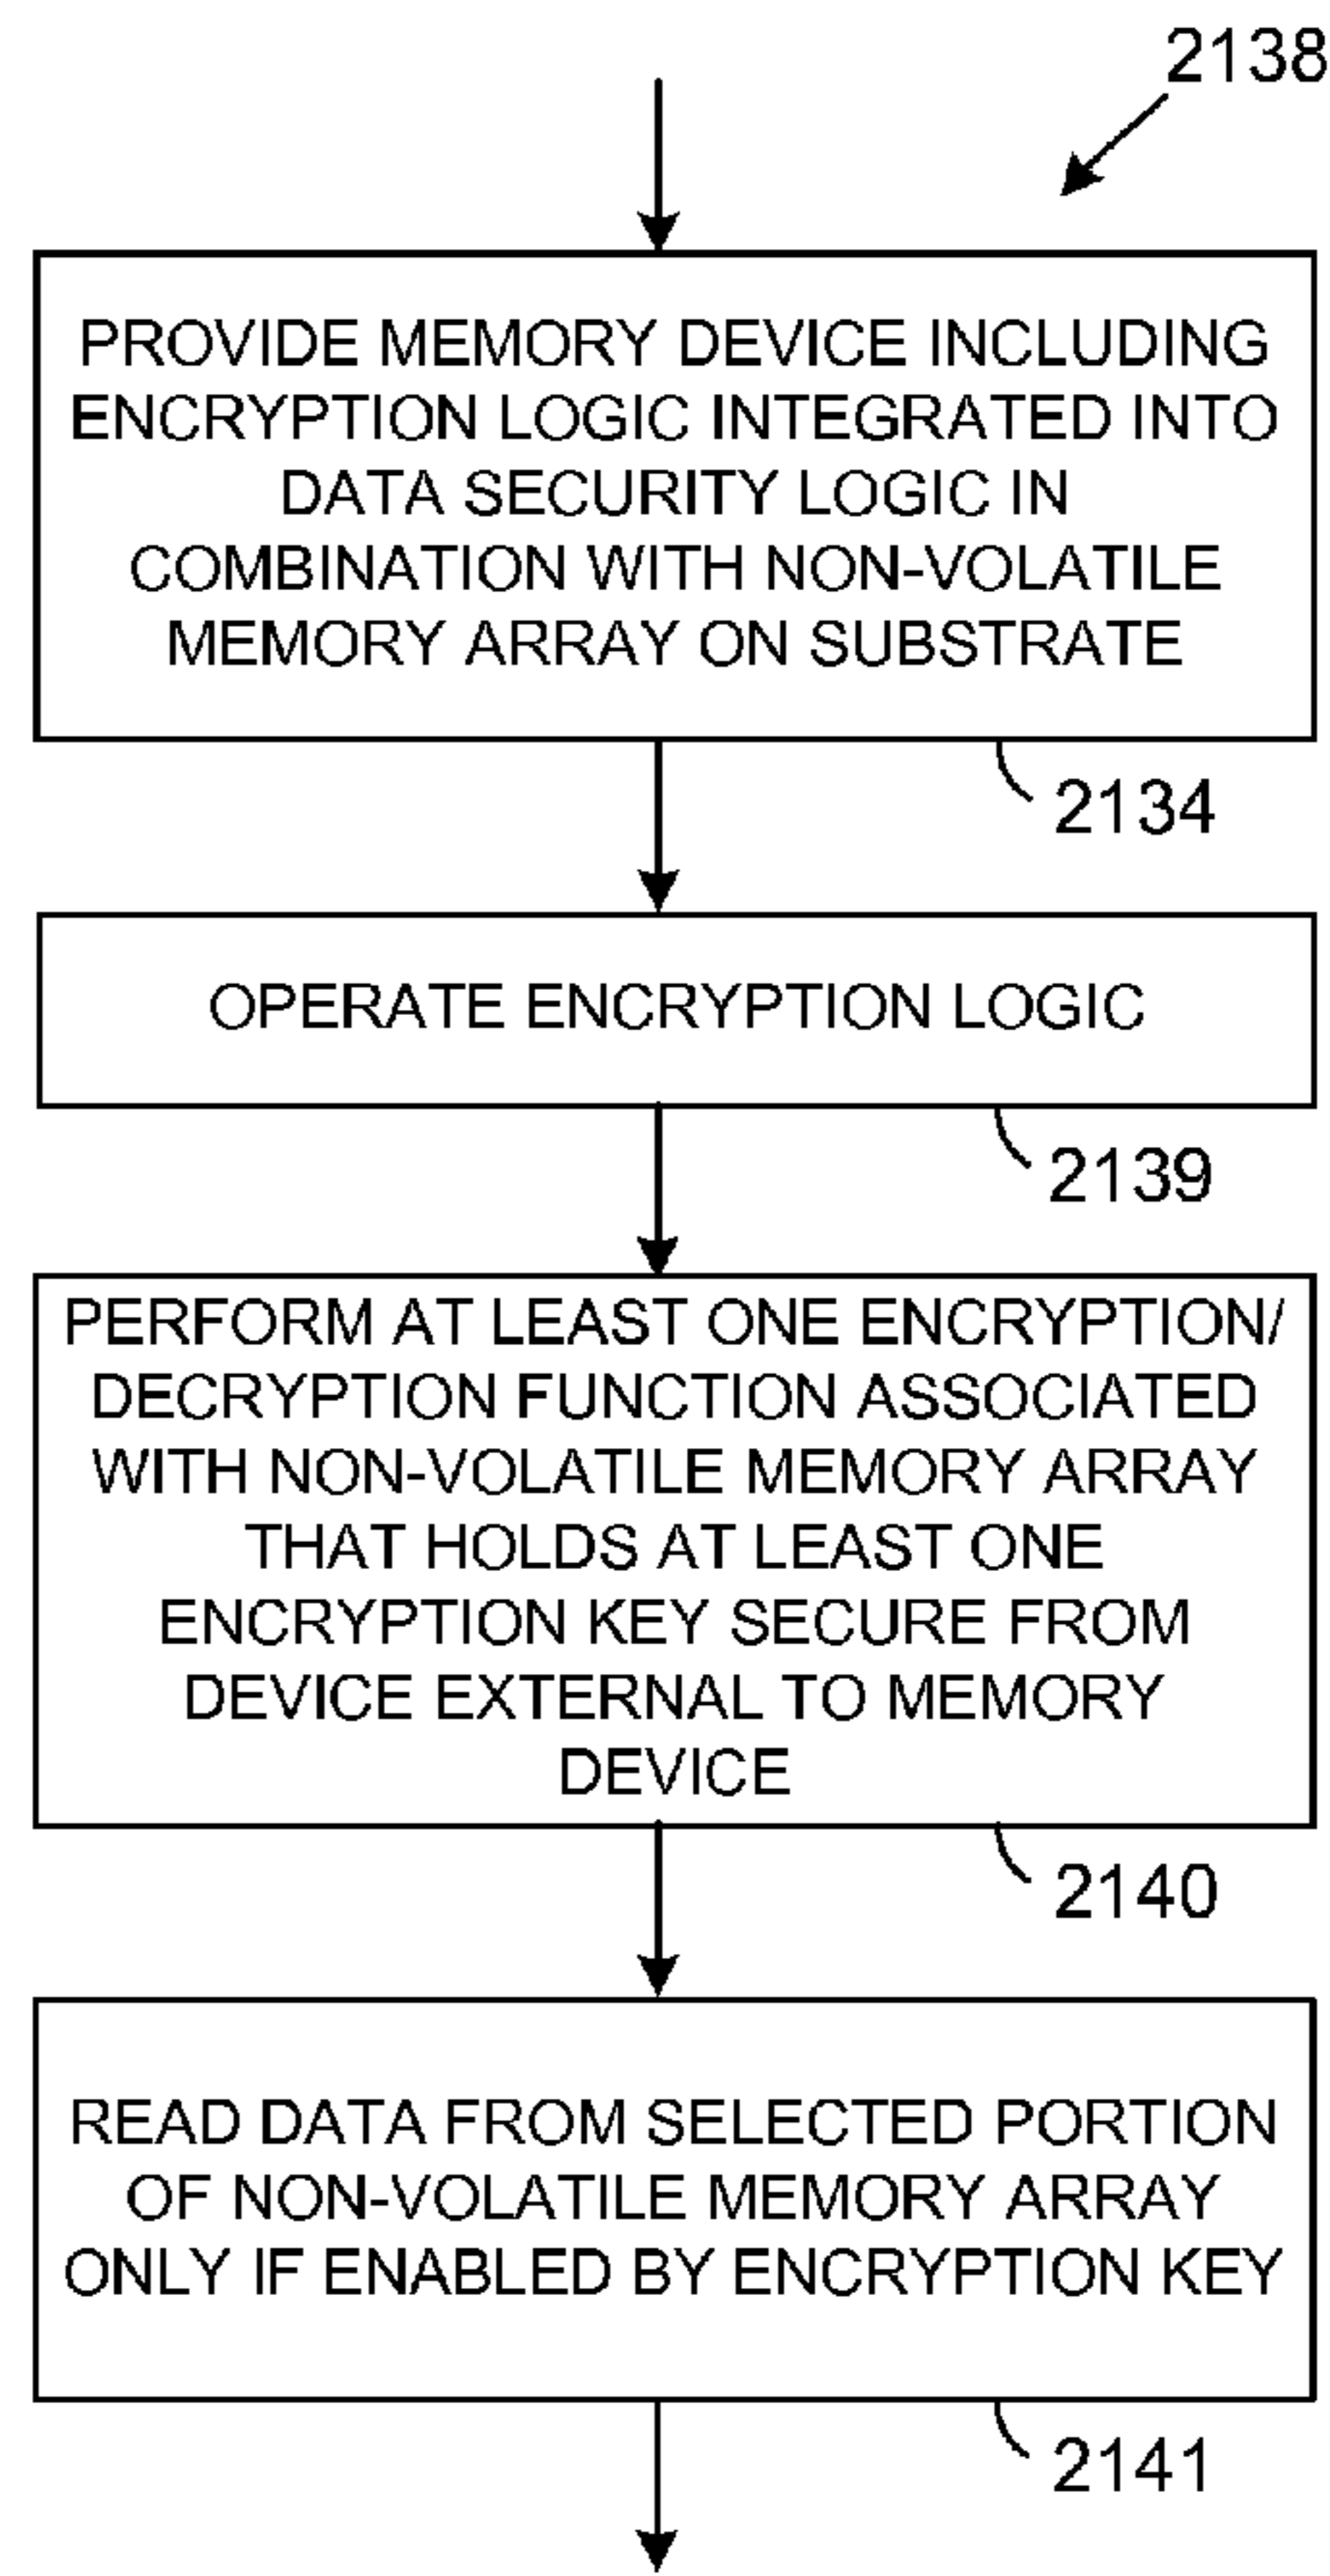 2138
PROVIDE MEMORY DEVICE INCLUDING
ENCRYPTION LOGIC INTEGRATED INTO
DATA SECURITY LOGIC IN
COMBINATION WITH NON-VOLATILE
MEMORY ARRAY ON SUBSTRATE
2134
OPERATE ENCRYPTION LOGIC
2139
PERFORM AT LEAST ONE ENCRYPTION/
DECRYPTION FUNCTION ASSOCIATED
WITH NON-VOLATILE MEMORY ARRAY
THAT HOLDS AT LEAST ONE
ENCRYPTION KEY SECURE FROM
DEVICE EXTERNAL TO MEMORY
DEVICE
2140
READ DATA FROM SELECTED PORTION
OF NON-VOLATILE MEMORY ARRAY
ONLY IF ENABLED BY ENCRYPTION KEY
2141